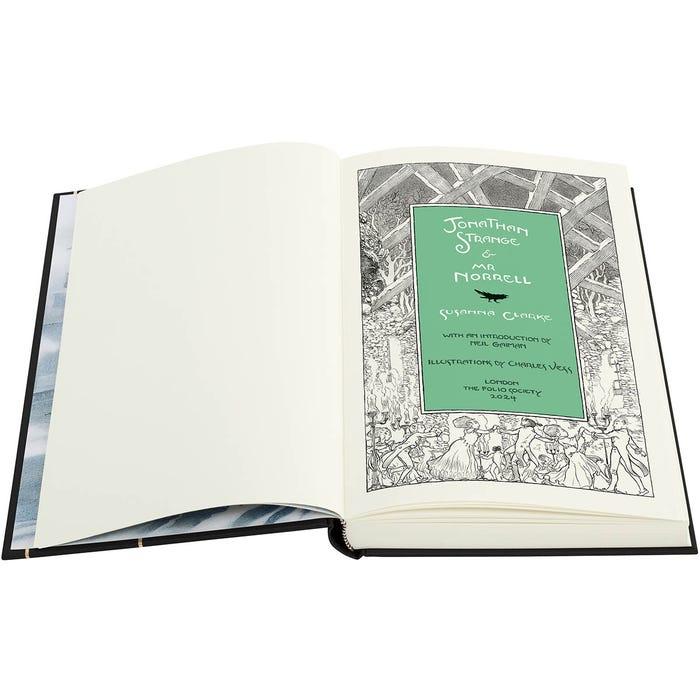 Jonathan
Strange
&
Mr
Norrell
Susanna Clarke
WITH AN INTRODUCTION BY
NEIL GAIMAN
Illustrations by Charles Vess
LONDON
THE FOLIO SOCIETY
2024